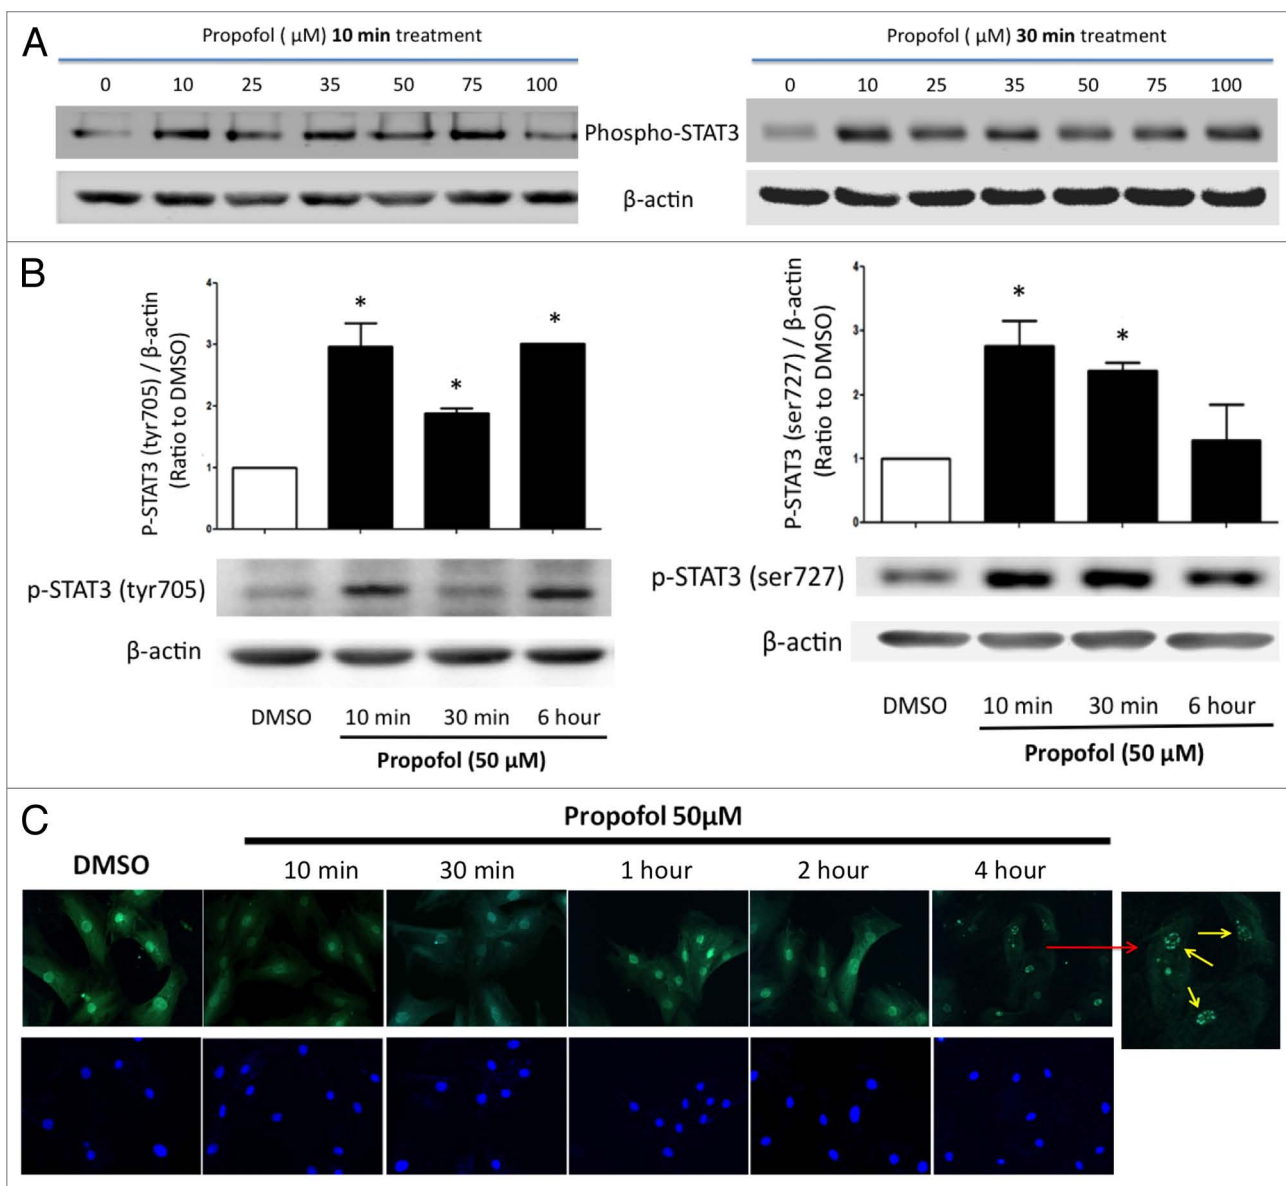 A
Propofol ( μM) 10 min treatment
0 10 25 35 50 75 100
Propofol ( μM) 30 min treatment
0 10 25 35 50 75 100
Phospho-STAT3
β-actin
B
P-STAT3 (tyr705) / β-actin
(Ratio to DMSO)
4
3
2
1
0
* * *
p-STAT3 (tyr705)
β-actin
DMSO 10 min 30 min 6 hour
Propofol (50 μM)
P-STAT3 (ser727) / β-actin
(Ratio to DMSO)
4
3
2
1
0
* *
p-STAT3 (ser727)
β-actin
DMSO 10 min 30 min 6 hour
Propofol (50 μM)
C
Propofol 50μM
DMSO 10 min 30 min 1 hour 2 hour 4 hour